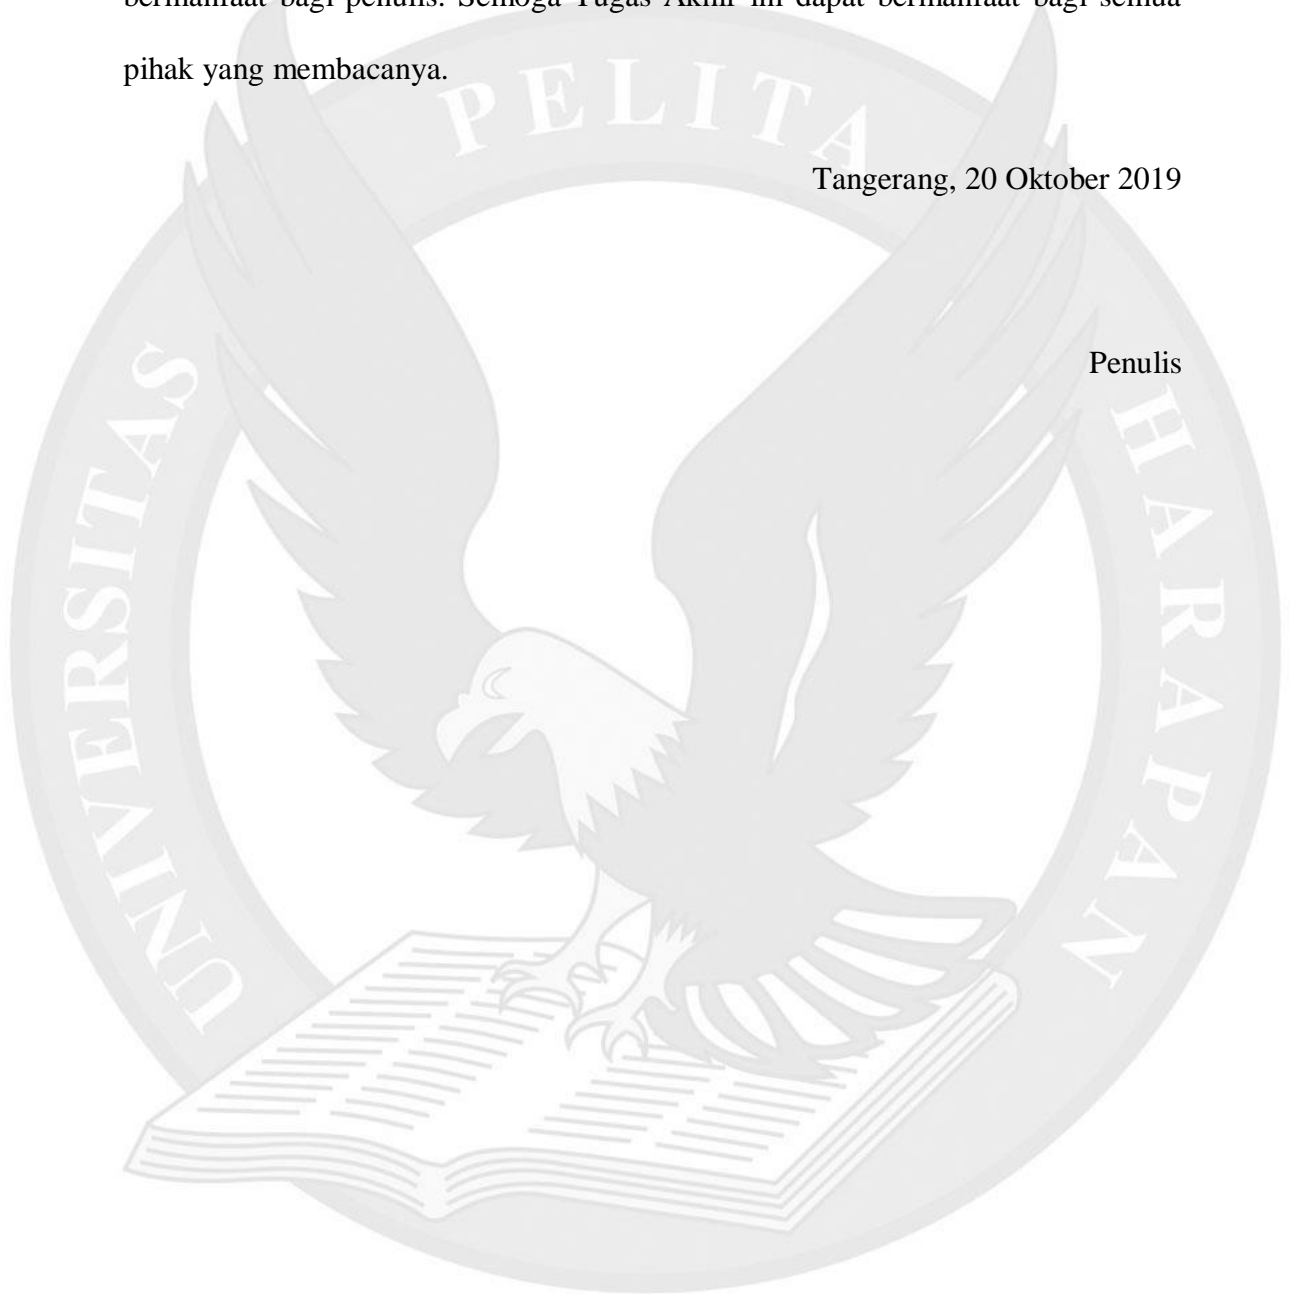 bermanfaat bagi penulis. Semoga Tugas Akhir ini dapat bermanfaat bagi semua
pihak yang membacanya.
Tangerang, 20 Oktober 2019
Penulis
UNIVERSITAS PELITA HARAPAN